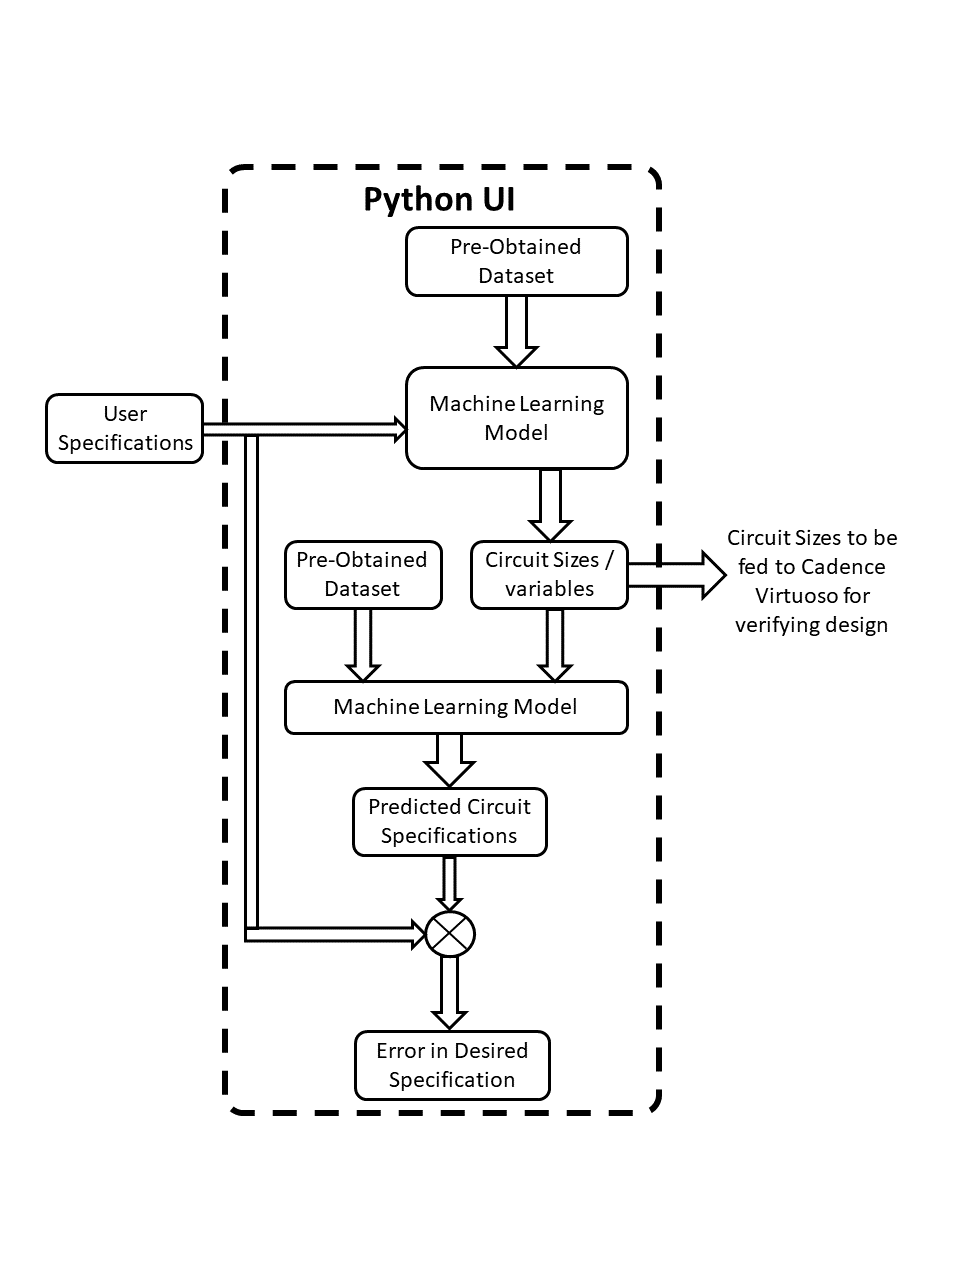 Python UI
Pre-Obtained
Dataset
User
Specifications
Machine Learning
Model
Pre-Obtained
Dataset
Circuit Sizes /
variables
Circuit Sizes to be
fed to Cadence
Virtuoso for
verifying design
Machine Learning Model
Predicted Circuit
Specifications
Error in Desired
Specification